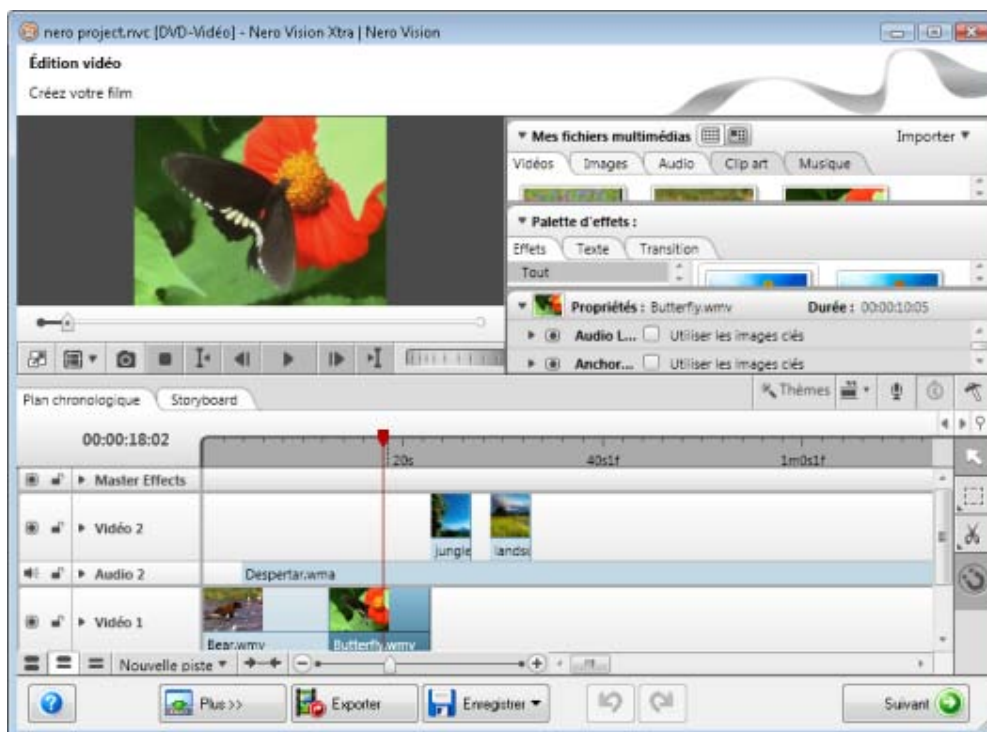 nero project.nvc [DVD-Vidéo] - Nero Vision Xtra | Nero Vision
Édition vidéo
Créez votre film
Mes fichiers multimédias
Importer
Vidéos Images Audio Clip art Musique
Palette d'effets :
Effets Texte Transition
Tout
Propriétés : Butterfly.wmv Durée : 00:00:10:05
Audio L... Utiliser les images clés
Anchor... Utiliser les images clés
Plan chronologique Storyboard
Thèmes
00:00:18:02
20s 40s1f 1m0s1f
Master Effects
Vidéo 2
jungle lands
Audio 2
Despertar.wma
Vidéo 1
Bear.wmv Butterfly.wmv
Nouvelle piste
Plus >> Exporter Enregistrer Suivant